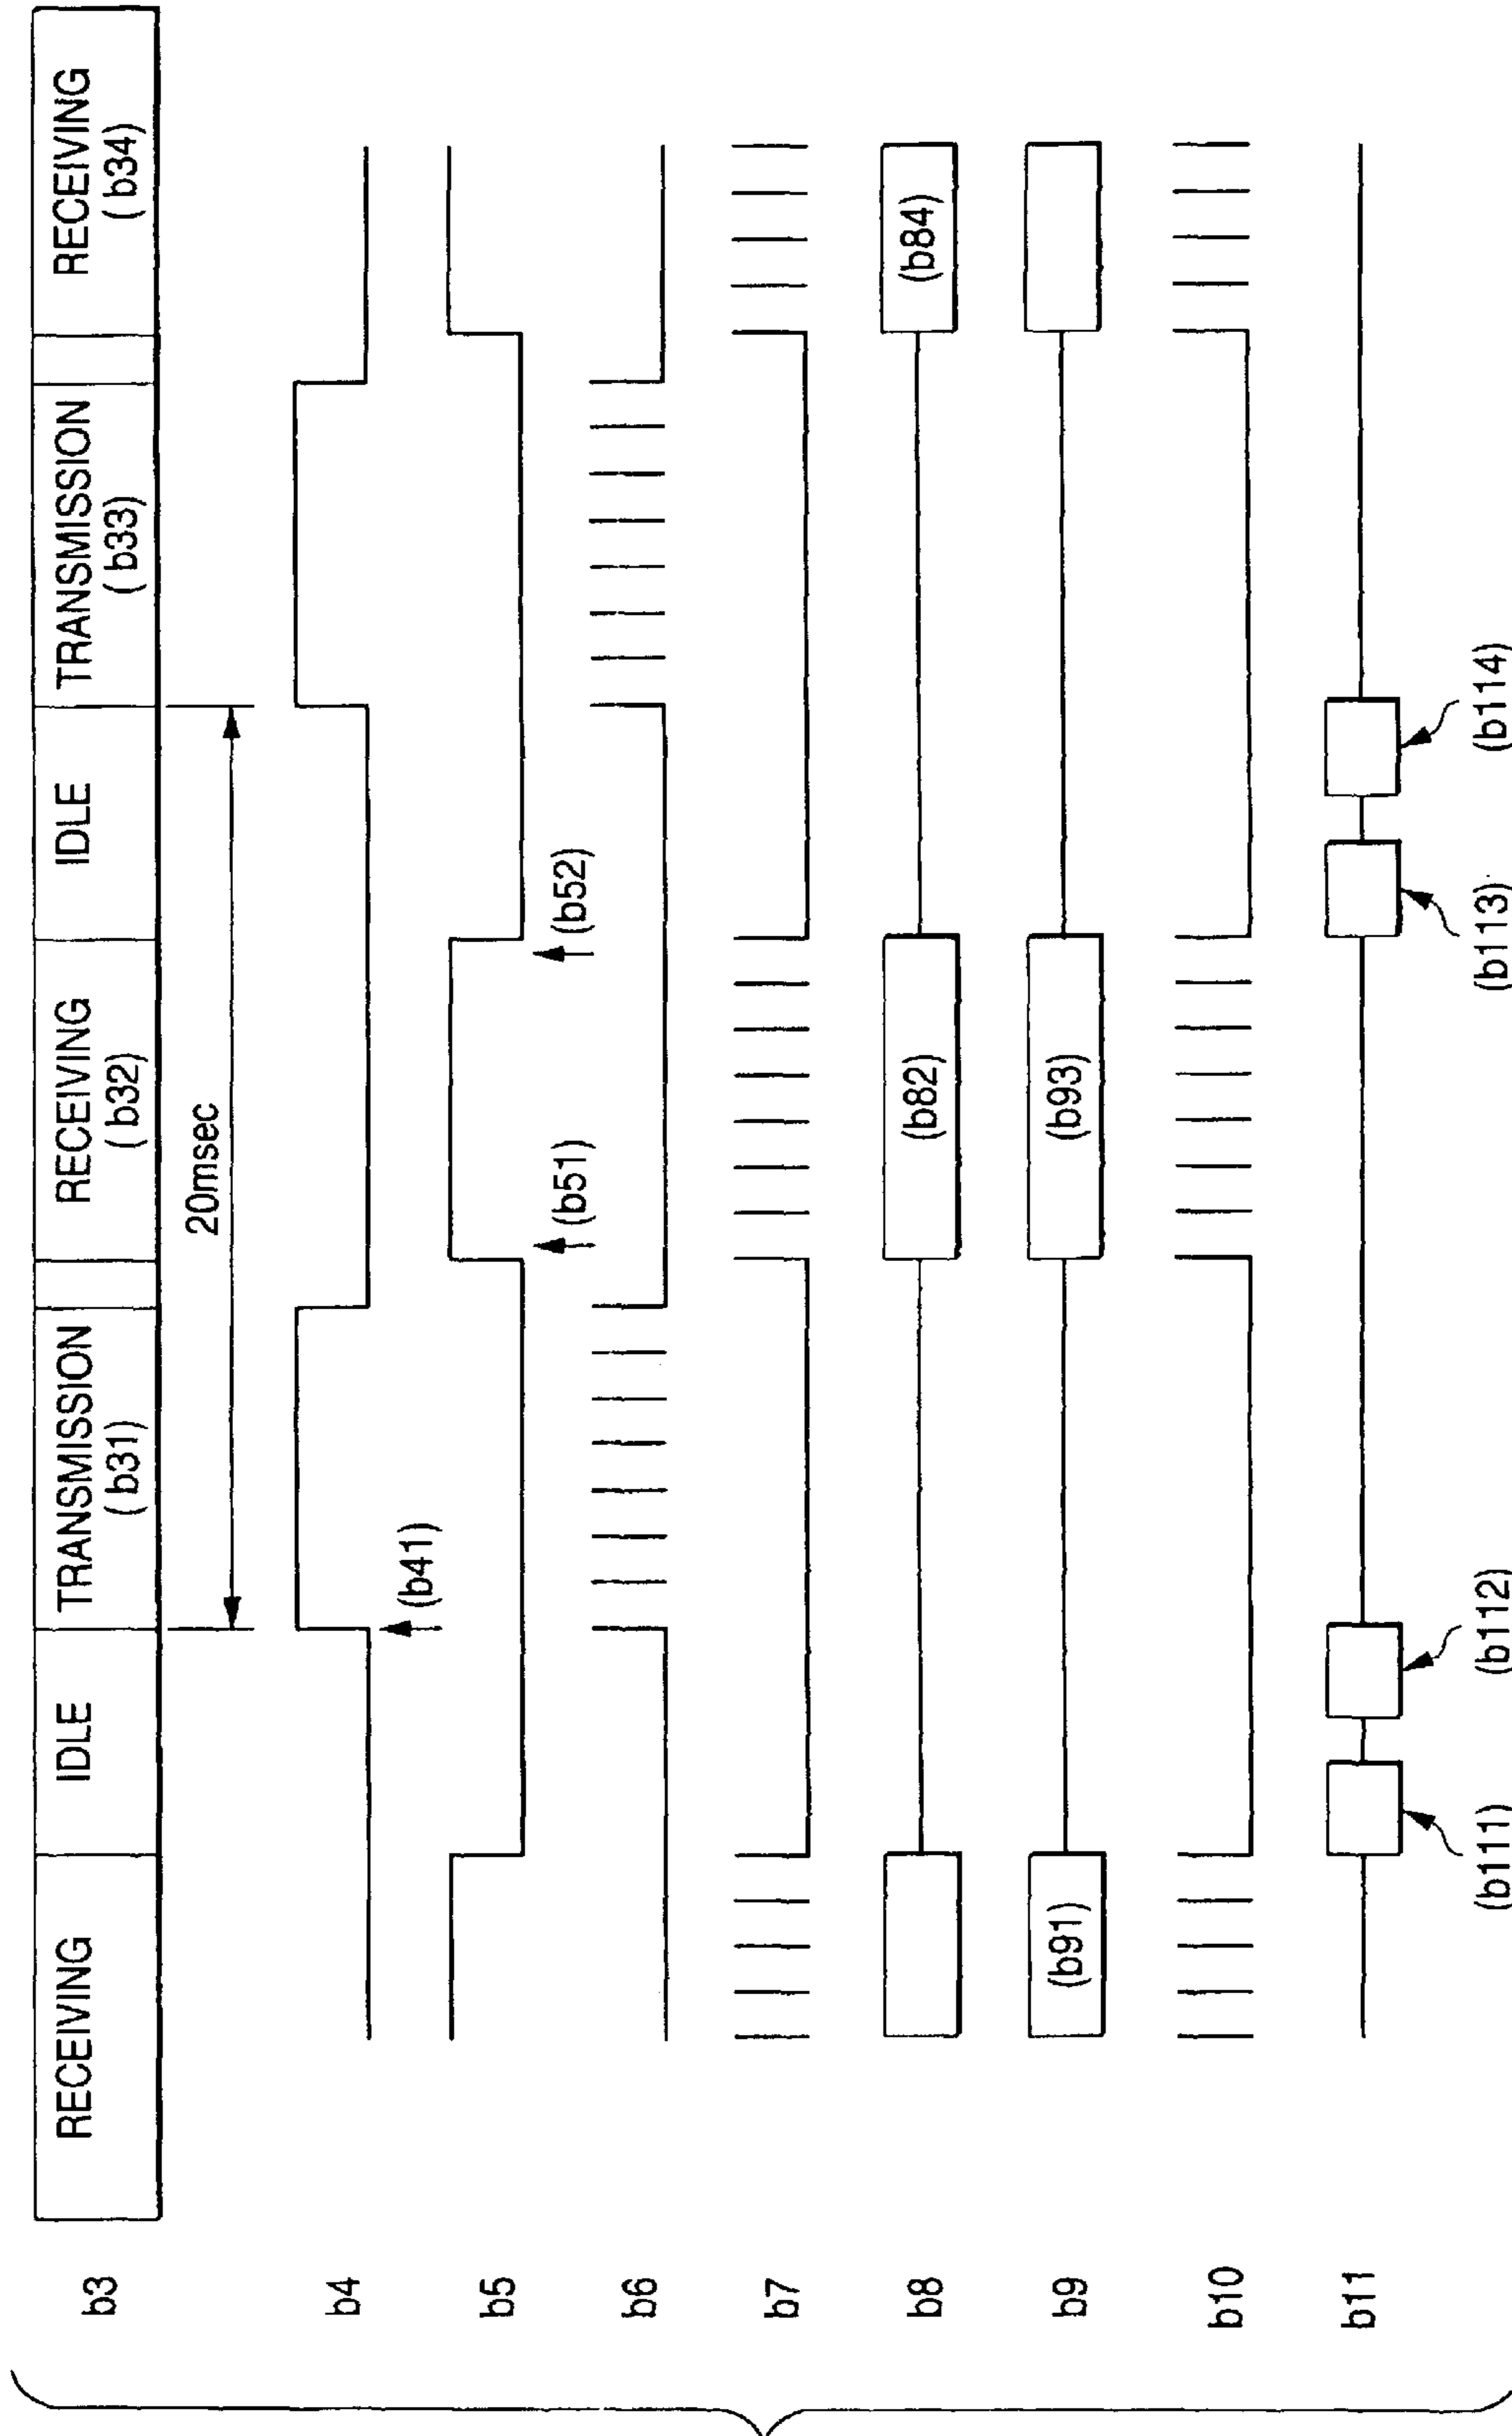 b3
RECEIVING
IDLE
TRANSMISSION
(b31)
RECEIVING
(b32)
IDLE
TRANSMISSION
(b33)
RECEIVING
(b34)
20msec
b4
(b41)
b5
(b51)
(b52)
b6
b7
b8
(b82)
(b84)
b9
(b91)
(b93)
b10
b11
(b111)
(b112)
(b113)
(b114)